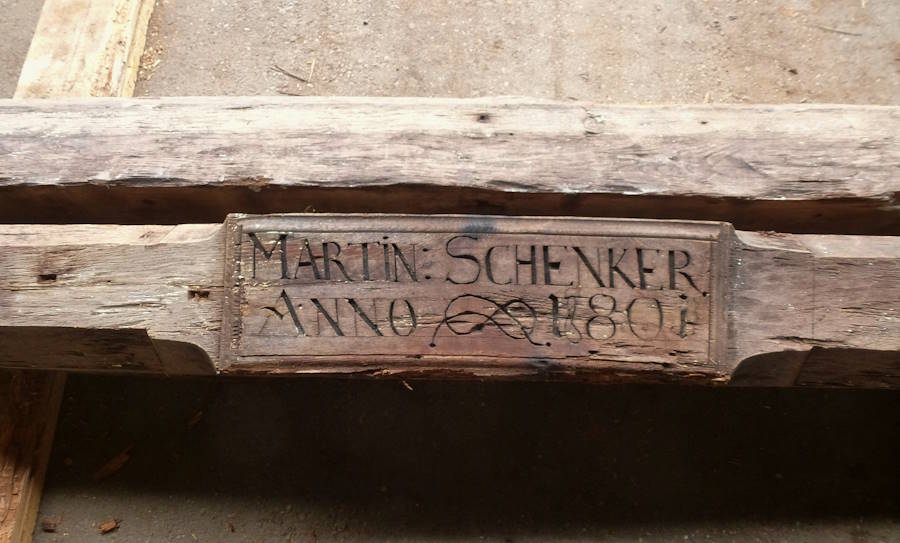 MARTIN: SCHENKER.
ANNO 1801